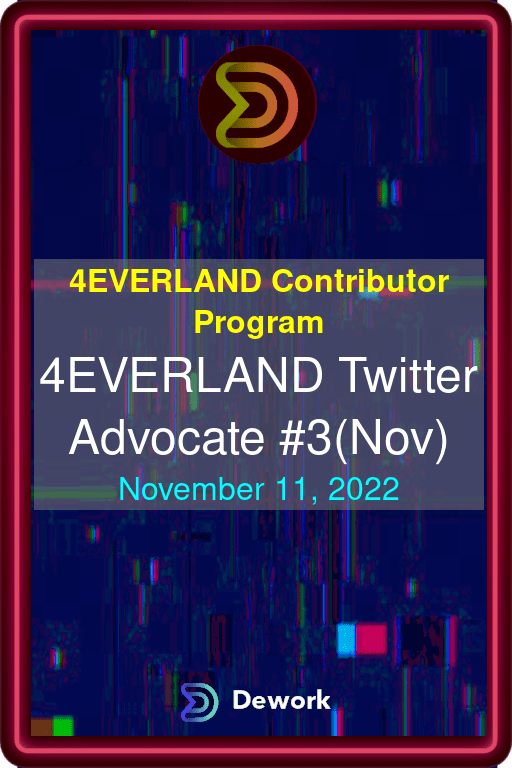 4EVERLAND Contributor
Program
4EVERLAND Twitter
Advocate #3(Nov)
November 11, 2022
Dework